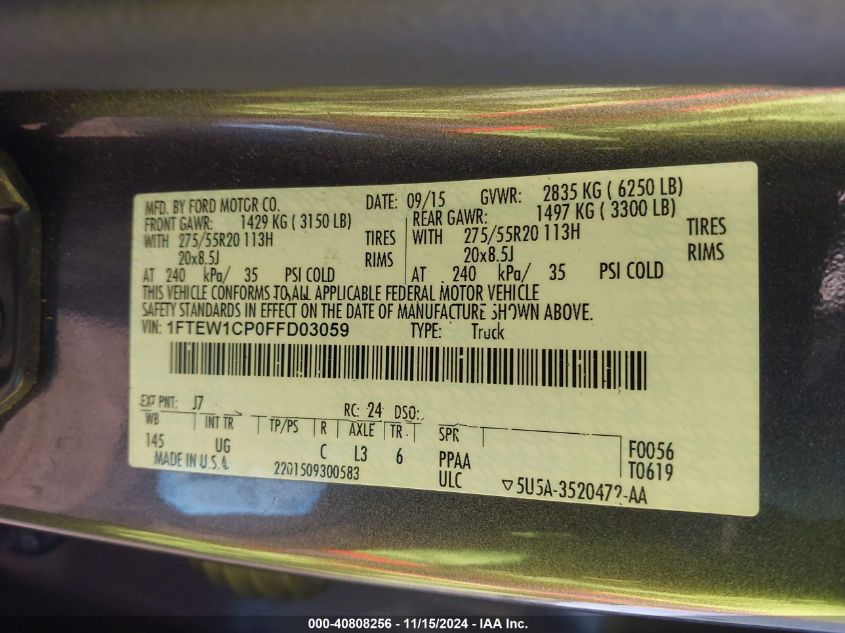 MFD. BY FORD MOTOR CO. DATE: 09/15 GVWR: 2835 KG ( 6250 LB)
FRONT GAWR: 1429 KG ( 3150 LB) REAR GAWR: 1497 KG ( 3300 LB)
WITH 275/55R20 113H TIRES WITH 275/55R20 113H TIRES
20x8.5J RIMS 20x8.5J RIMS
AT 240 kPa/ 35 PSI COLD AT 240 kPa/ 35 PSI COLD
THIS VEHICLE CONFORMS TO ALL APPLICABLE FEDERAL MOTOR VEHICLE
SAFETY STANDARDS IN EFFECT ON THE DATE OF MANUFACTURE SHOWN ABOVE.
VIN: 1FTEW1CP0FFD03059 TYPE: Truck
EXT PNT: J7 RC: 24 DSO:
WB INT TR TP/PS R AXLE TR SPR
145 UG C L3 6 PPAA F0056
MADE IN U.S.A. 2201509300583 ULC T0619
▽5U5A-3520472-AA
000-40808256 - 11/15/2024 - IAA Inc.